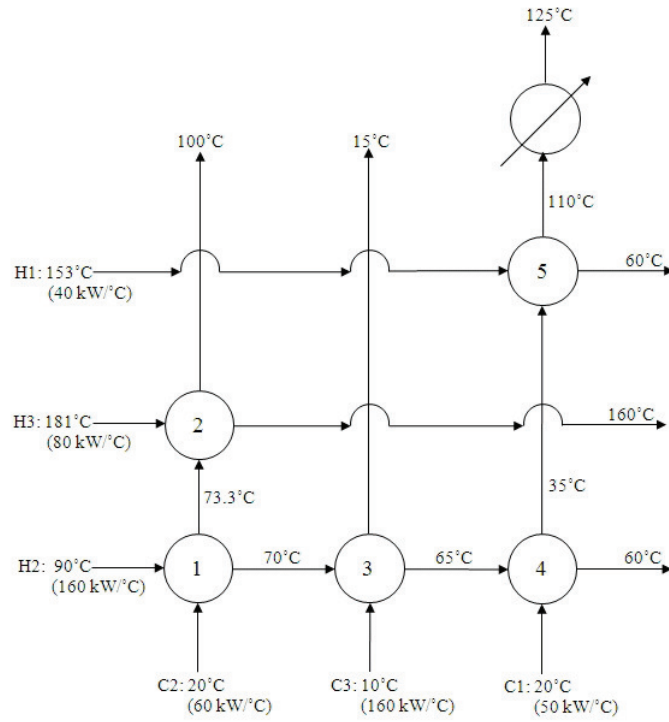 125˚C
100˚C
15˚C
110˚C
H1: 153˚C
(40 kW/˚C)
5
60˚C
H3: 181˚C
(80 kW/˚C)
2
160˚C
73.3˚C
35˚C
H2: 90˚C
(160 kW/˚C)
1
70˚C
3
65˚C
4
60˚C
C2: 20˚C
(60 kW/˚C)
C3: 10˚C
(160 kW/˚C)
C1: 20˚C
(50 kW/˚C)